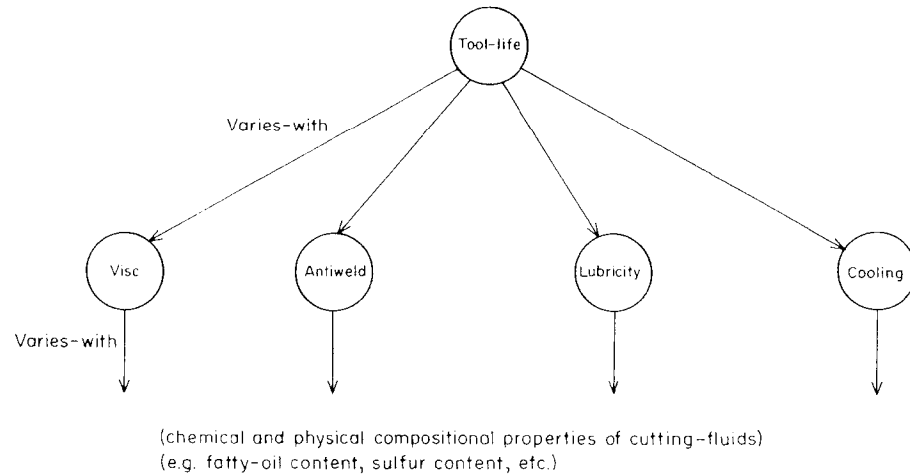 Tool-life
Varies-with
Visc
Antiweld
Lubricity
Cooling
Varies-with
(chemical and physical compositional properties of cutting-fluids)
(e.g. fatty-oil content, sulfur content, etc.)